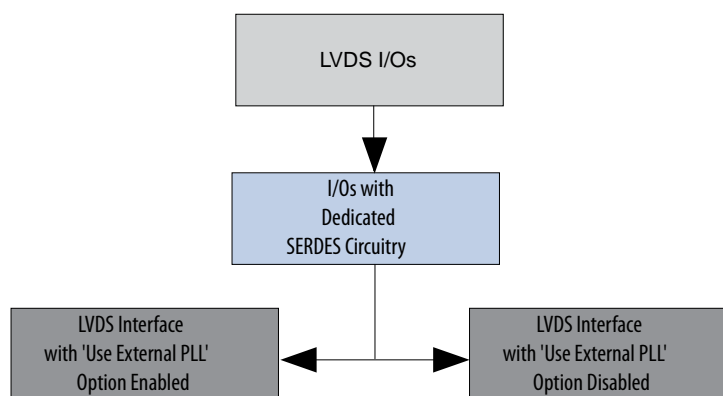 LVDS I/Os
I/Os with
Dedicated
SERDES Circuitry
LVDS Interface
with 'Use External PLL'
Option Enabled
LVDS Interface
with 'Use External PLL'
Option Disabled